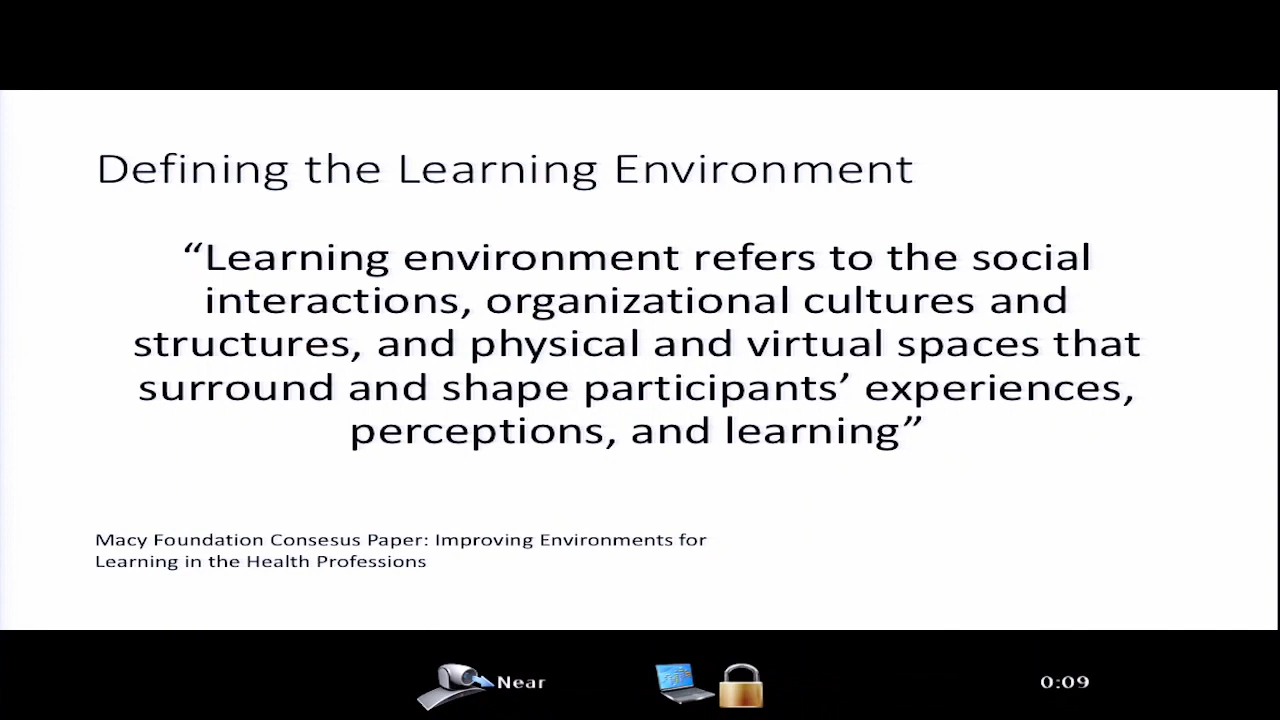 Defining the Learning Environment
“Learning environment refers to the social
interactions, organizational cultures and
structures, and physical and virtual spaces that
surround and shape participants’ experiences,
perceptions, and learning”
Macy Foundation Consesus Paper: Improving Environments for
Learning in the Health Professions
Near
0:09